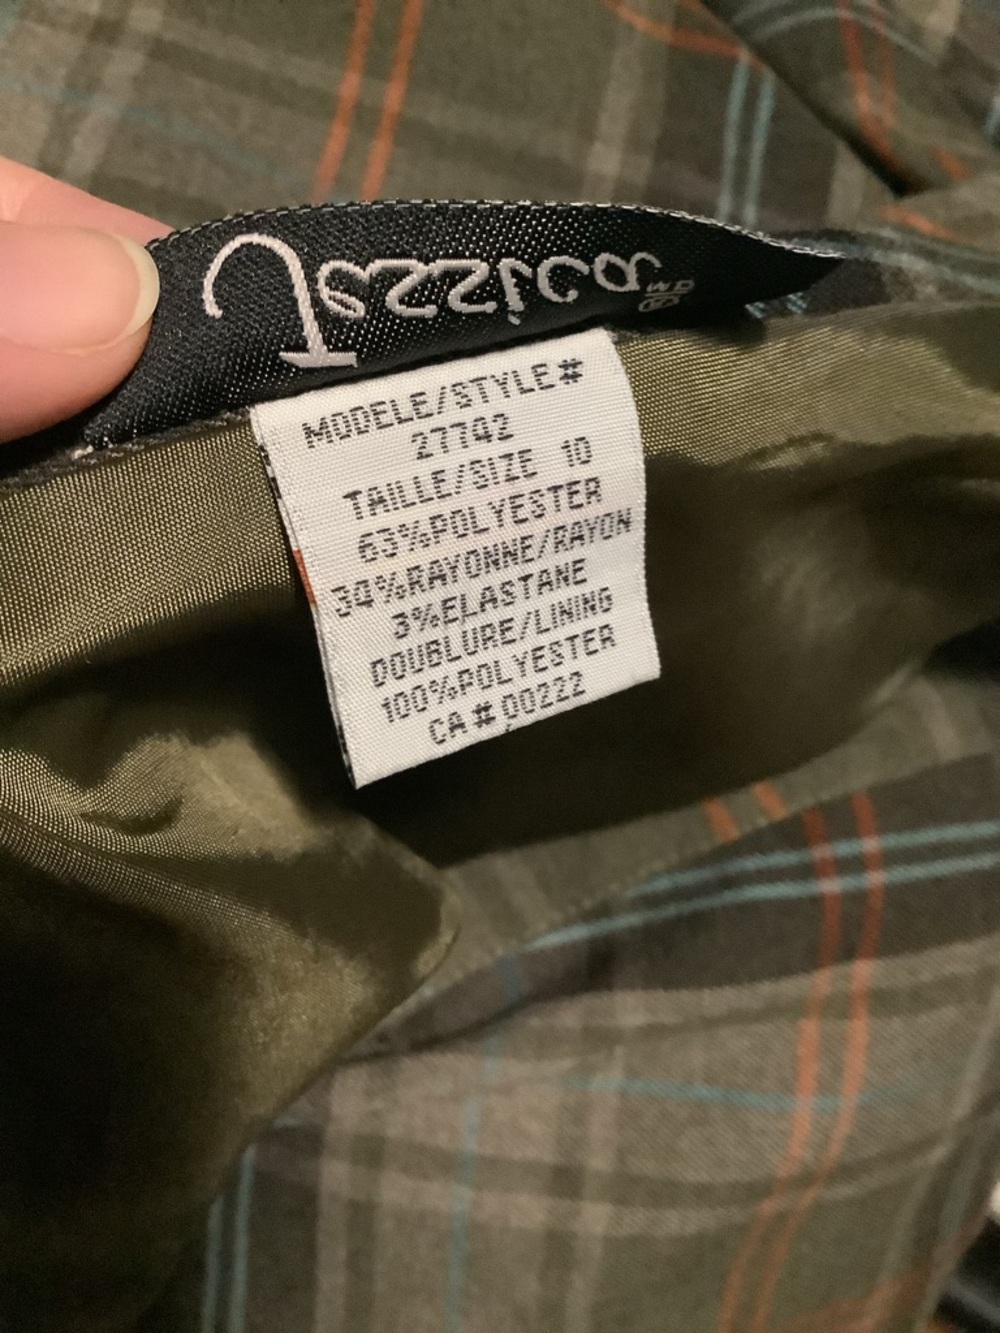 Jessica
MODELE/STYLE#
27742
TAILLE/SIZE 10
63%POLYESTER
34%RAYONNE/RAYON
3%ELASTANE
DOUBLURE/LINING
100%POLYESTER
CA#00222